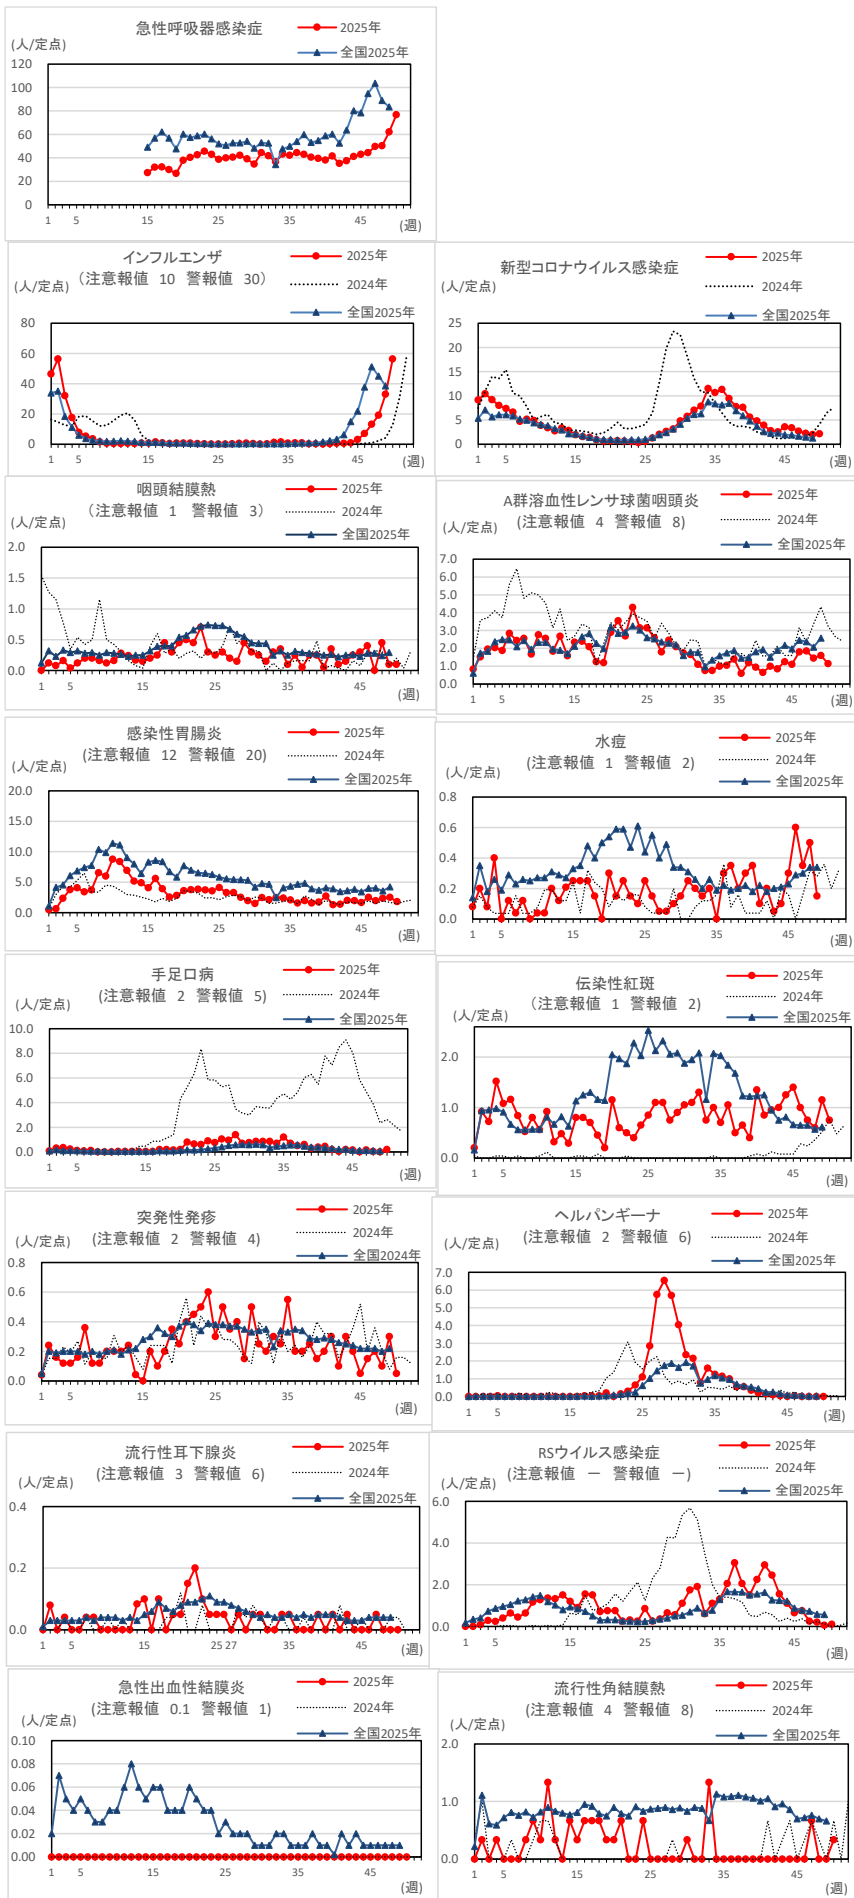 急性呼吸器感染症
2025年
全国2025年
(人/定点)
120
100
80
60
40
20
0
1 5 15 25 35 45
(週)
インフルエンザ
（注意報値 10 警報値 30）
2025年
2024年
全国2025年
(人/定点)
80
60
40
20
0
1 5 15 25 35 45
(週)
新型コロナウイルス感染症
2025年
2024年
全国2025年
(人/定点)
25
20
15
10
5
0
1 5 15 25 35 45
(週)
咽頭結膜熱
（注意報値 1 警報値 3）
2025年
2024年
全国2025年
(人/定点)
2.0
1.5
1.0
0.5
0.0
1 5 15 25 35 45
(週)
A群溶血性レンサ球菌咽頭炎
(注意報値 4 警報値 8)
2025年
2024年
全国2025年
(人/定点)
7.0
6.0
5.0
4.0
3.0
2.0
1.0
0.0
1 5 15 25 35 45
(週)
感染性胃腸炎
(注意報値 12 警報値 20)
2025年
2024年
全国2025年
(人/定点)
20.0
15.0
10.0
5.0
0.0
1 5 15 25 35 45
(週)
水痘
(注意報値 1 警報値 2)
2025年
2024年
全国2025年
(人/定点)
0.8
0.6
0.4
0.2
0.0
1 5 15 25 35 45
(週)
手足口病
(注意報値 2 警報値 5)
2025年
2024年
全国2025年
(人/定点)
10.0
8.0
6.0
4.0
2.0
0.0
1 5 15 25 35 45
(週)
伝染性紅斑
（注意報値 1 警報値 2)
2025年
2024年
全国2025年
(人/定点)
2.0
1.0
0.0
1 5 15 25 35 45
(週)
突発性発疹
(注意報値 2 警報値 4)
2025年
2024年
全国2024年
(人/定点)
0.8
0.6
0.4
0.2
0.0
1 5 15 25 35 45
(週)
ヘルパンギーナ
(注意報値 2 警報値 6)
2025年
2024年
全国2025年
(人/定点)
7.0
6.0
5.0
4.0
3.0
2.0
1.0
0.0
1 5 15 25 35 45
(週)
流行性耳下腺炎
(注意報値 3 警報値 6)
2025年
2024年
全国2025年
(人/定点)
0.4
0.2
0.0
1 5 15 25 27 35 45
(週)
RSウイルス感染症
(注意報値 ー 警報値 ー)
2025年
2024年
全国2025年
(人/定点)
6.0
4.0
2.0
0.0
1 5 15 25 35 45
(週)
急性出血性結膜炎
(注意報値 0.1 警報値 1)
2025年
2024年
全国2025年
(人/定点)
0.10
0.08
0.06
0.04
0.02
0.00
1 5 15 25 35 45
(週)
流行性角結膜熱
(注意報値 4 警報値 8)
2025年
2024年
全国2025年
(人/定点)
2.0
1.0
0.0
1 5 15 25 35 45
(週)